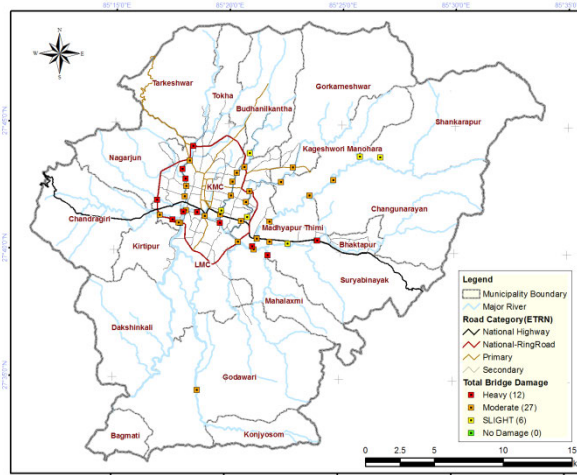 85°15'0"E 85°20'0"E 85°25'0"E 85°30'0"E 85°35'0"E
N
W E
S
Tarkeshwar
Tokha
Budhanilkantha
Gorkarneshwar
Shankarapur
Kageshwori Manohara
Nagarjun
KMC
Changunarayan
Chandragiri
Madhyapur Thimi
Bhaktapur
Kirtipur
LMC
Suryabinayak
Mahalaxmi
Dakshinkali
Godawari
Bagmati
Konjyosom
Legend
Municipality Boundary
Major River
Road Category(ETRN)
National Highway
National-RingRoad
Primary
Secondary
Total Bridge Damage
Heavy (12)
Moderate (27)
SLIGHT (6)
No Damage (0)
0 2.5 5 10 15